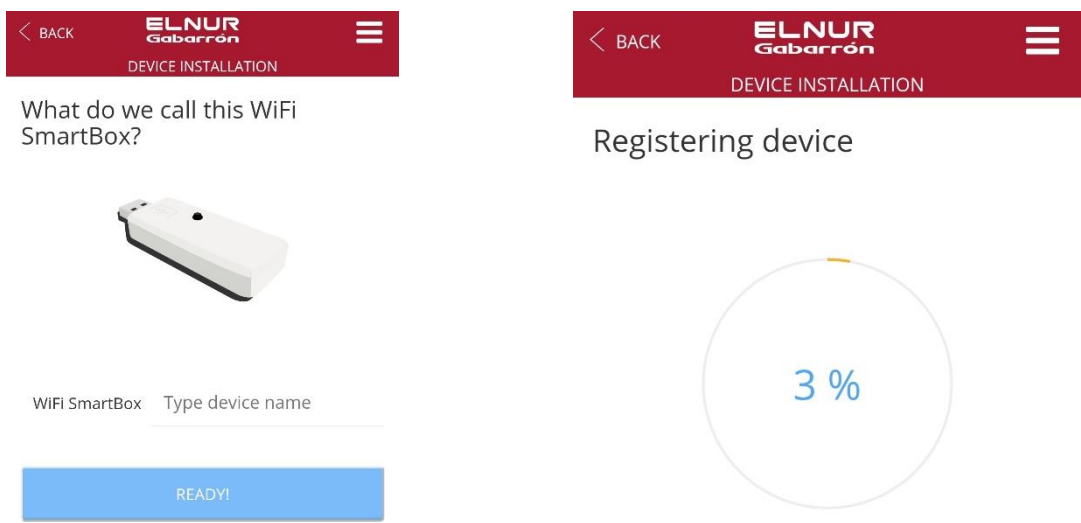 BACK
ELNUR
Gabarrón
DEVICE INSTALLATION
What do we call this WiFi
SmartBox?
WiFi SmartBox Type device name
READY!
BACK
ELNUR
Gabarrón
DEVICE INSTALLATION
Registering device
3 %